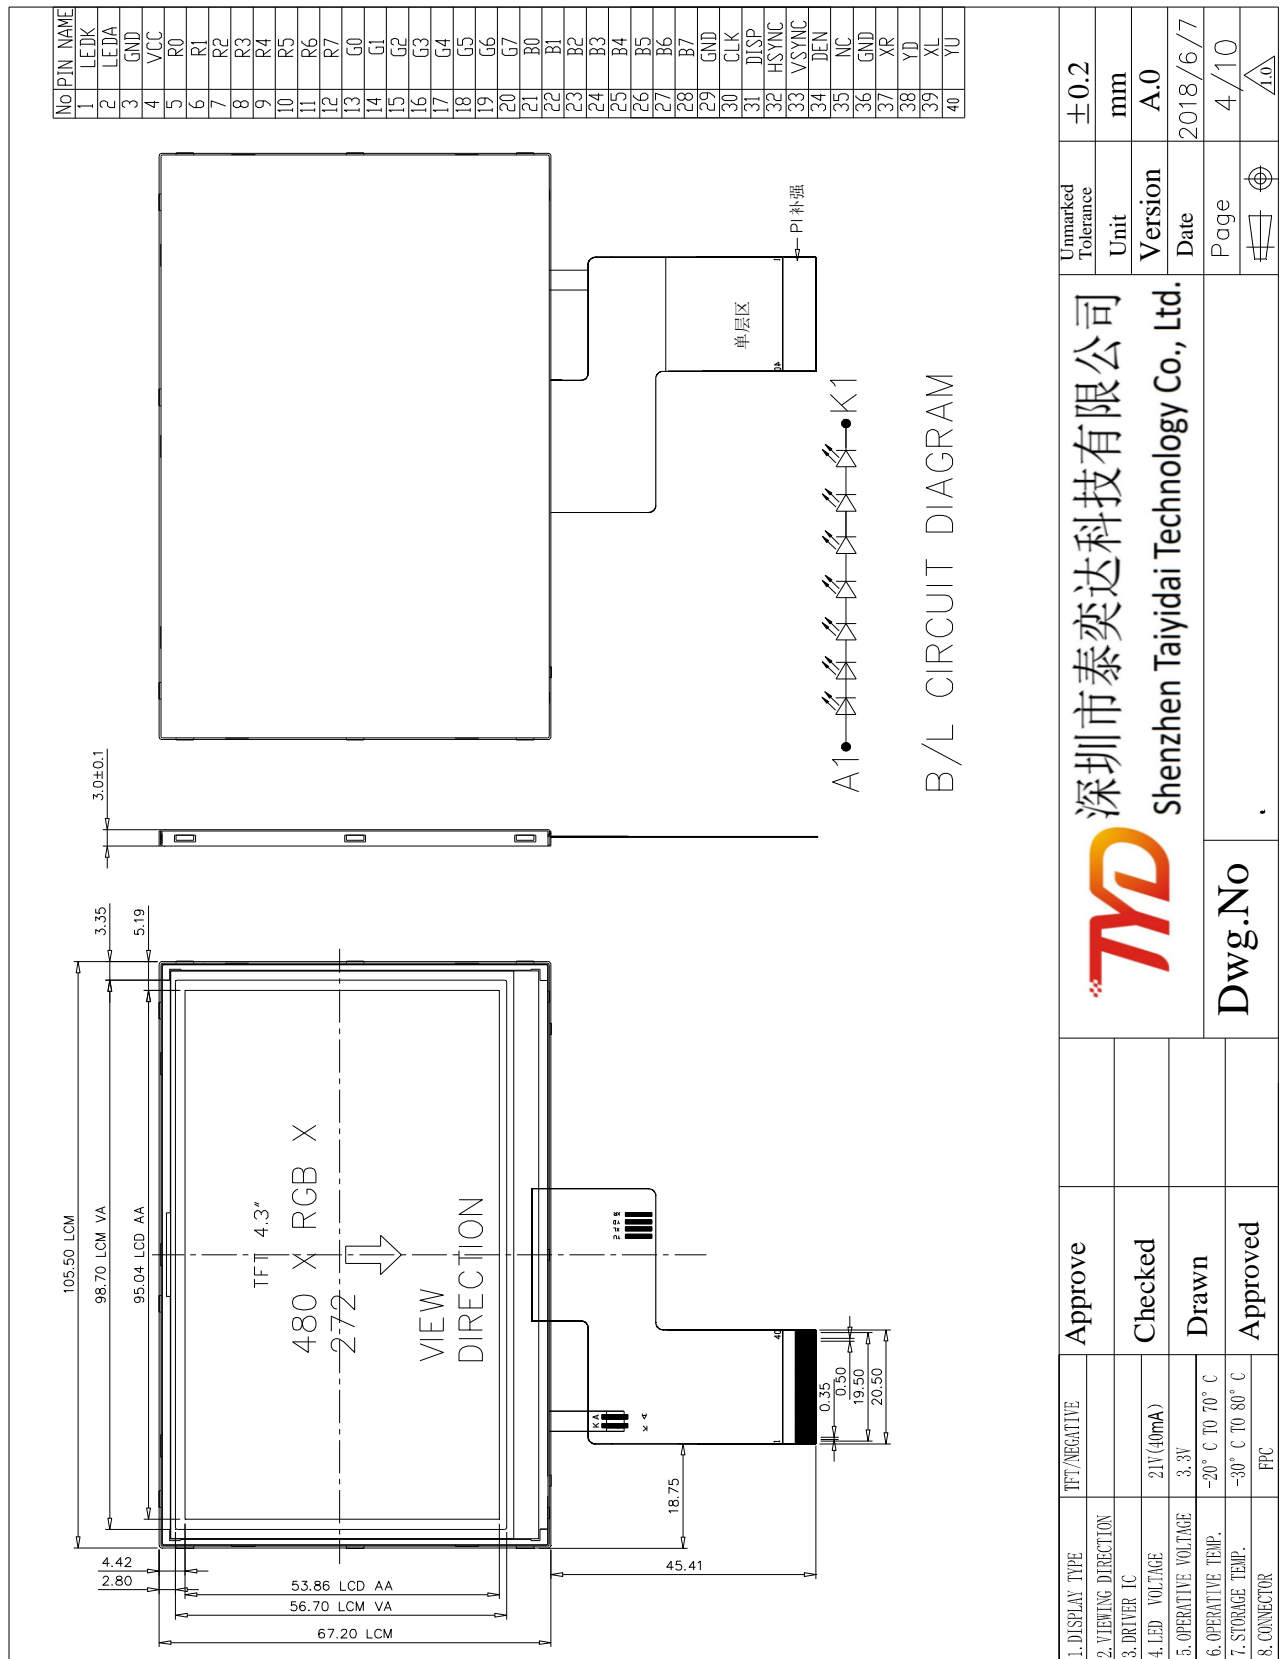 No PIN NAME
1 LEDK
2 LEDA
3 GND
4 VCC
5 R0
6 R1
7 R2
8 R3
9 R4
10 R5
11 R6
12 R7
13 G0
14 G1
15 G2
16 G3
17 G4
18 G5
19 G6
20 G7
21 B0
22 B1
23 B2
24 B3
25 B4
26 B5
27 B6
28 B7
29 GND
30 CLK
31 DISP
32 HSYNC
33 VSYNC
34 DEN
35 NC
36 GND
37 XR
38 YD
39 XL
40 YU
105.50 LCM
98.70 LCM VA
95.04 LCD AA
3.35
5.19
4.42
2.80
53.86 LCD AA
56.70 LCM VA
67.20 LCM
TFT 4.3"
480 X RGB X
272
VIEW
DIRECTION
K A
K A
1
40
18.75
45.41
0.35
0.50
19.50
20.50
3.0±0.1
PI补强
单层区
1
40
A1
K1
B/L CIRCUIT DIAGRAM
1. DISPLAY TYPE TFT/NEGATIVE
2. VIEWING DIRECTION
3. DRIVER IC
4. LED VOLTAGE 21V(40mA)
5. OPERATIVE VOLTAGE 3.3V
6. OPERATIVE TEMP. -20° C TO 70° C
7. STORAGE TEMP. -30° C TO 80° C
8. CONNECTOR FPC
Approve
Checked
Drawn
Approved
TYD
深圳市泰奕达科技有限公司
Shenzhen Taiyidai Technology Co., Ltd.
Dwg.No
Unmarked Tolerance ±0.2
Unit mm
Version A.0
Date 2018/6/7
Page 4/10
1.0